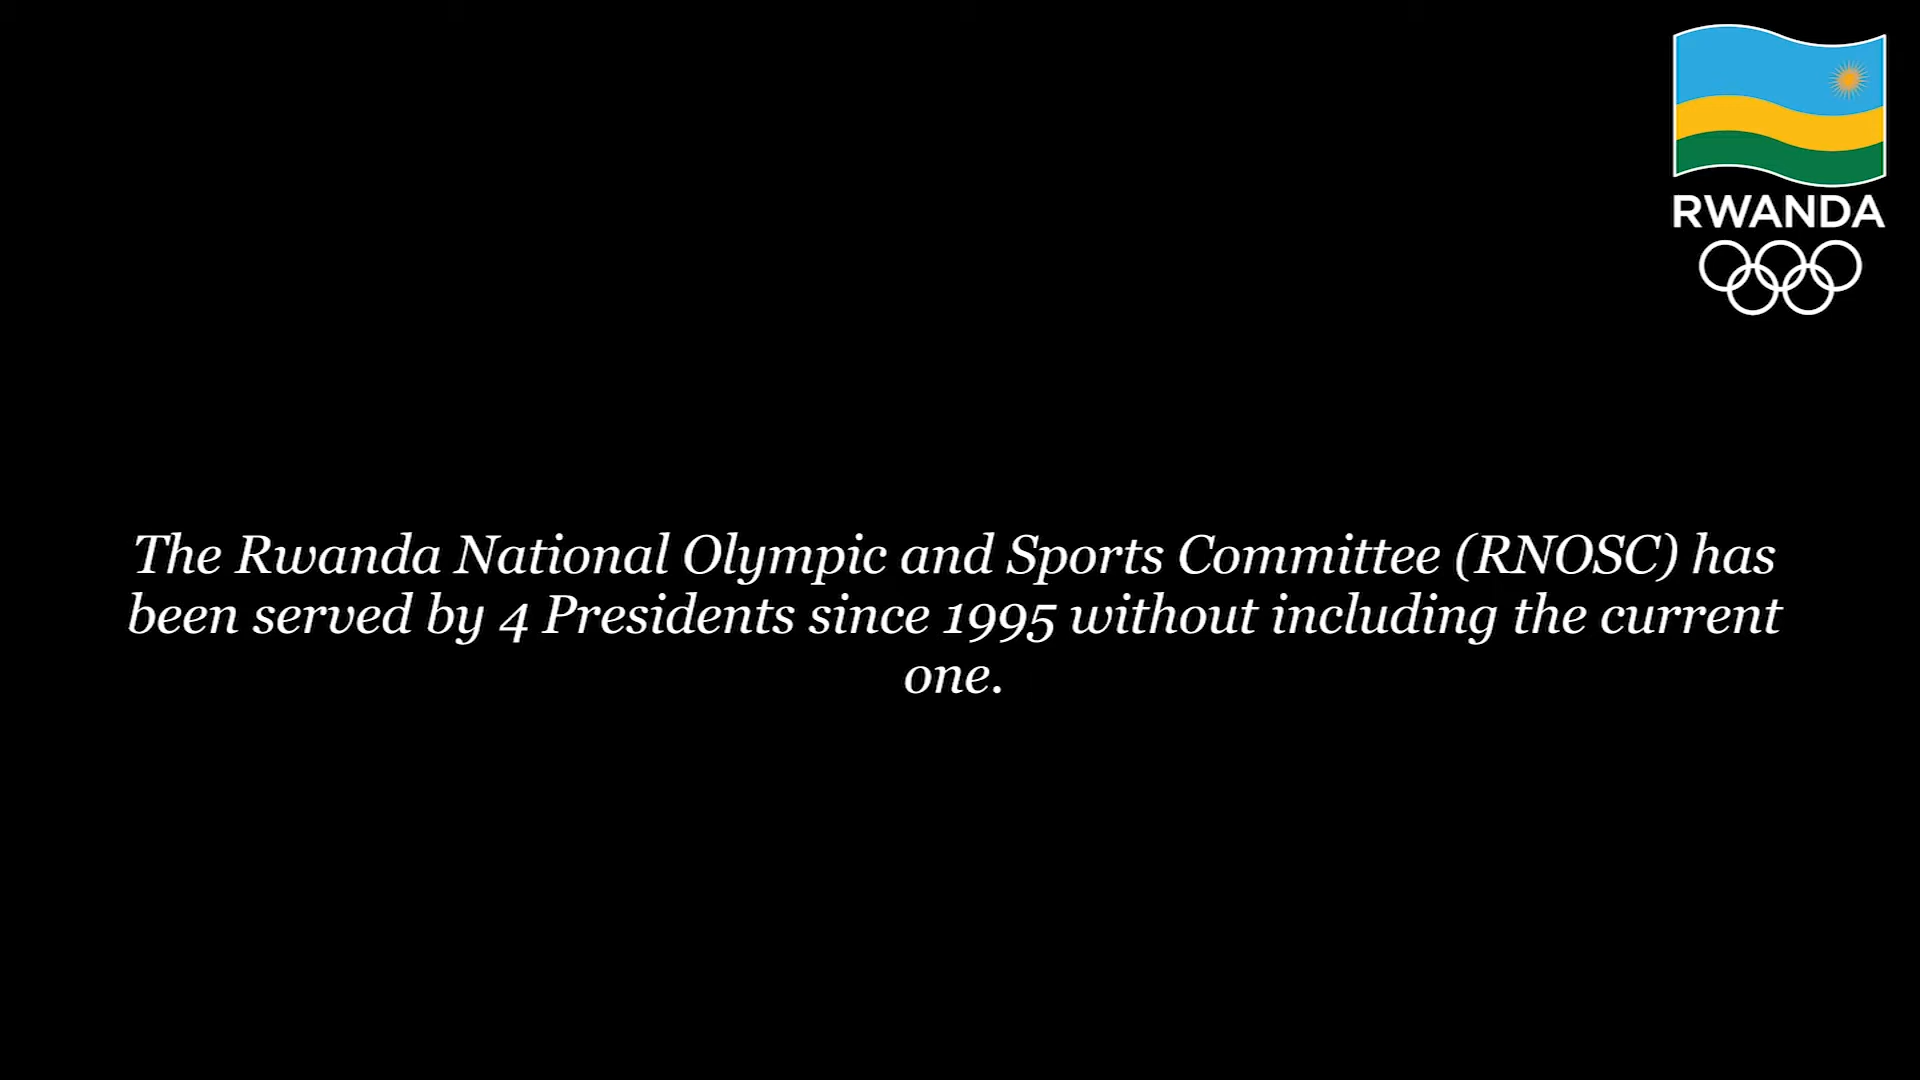 RWANDA
The Rwanda National Olympic and Sports Committee (RNOSC) has
been served by 4 Presidents since 1995 without including the current
one.